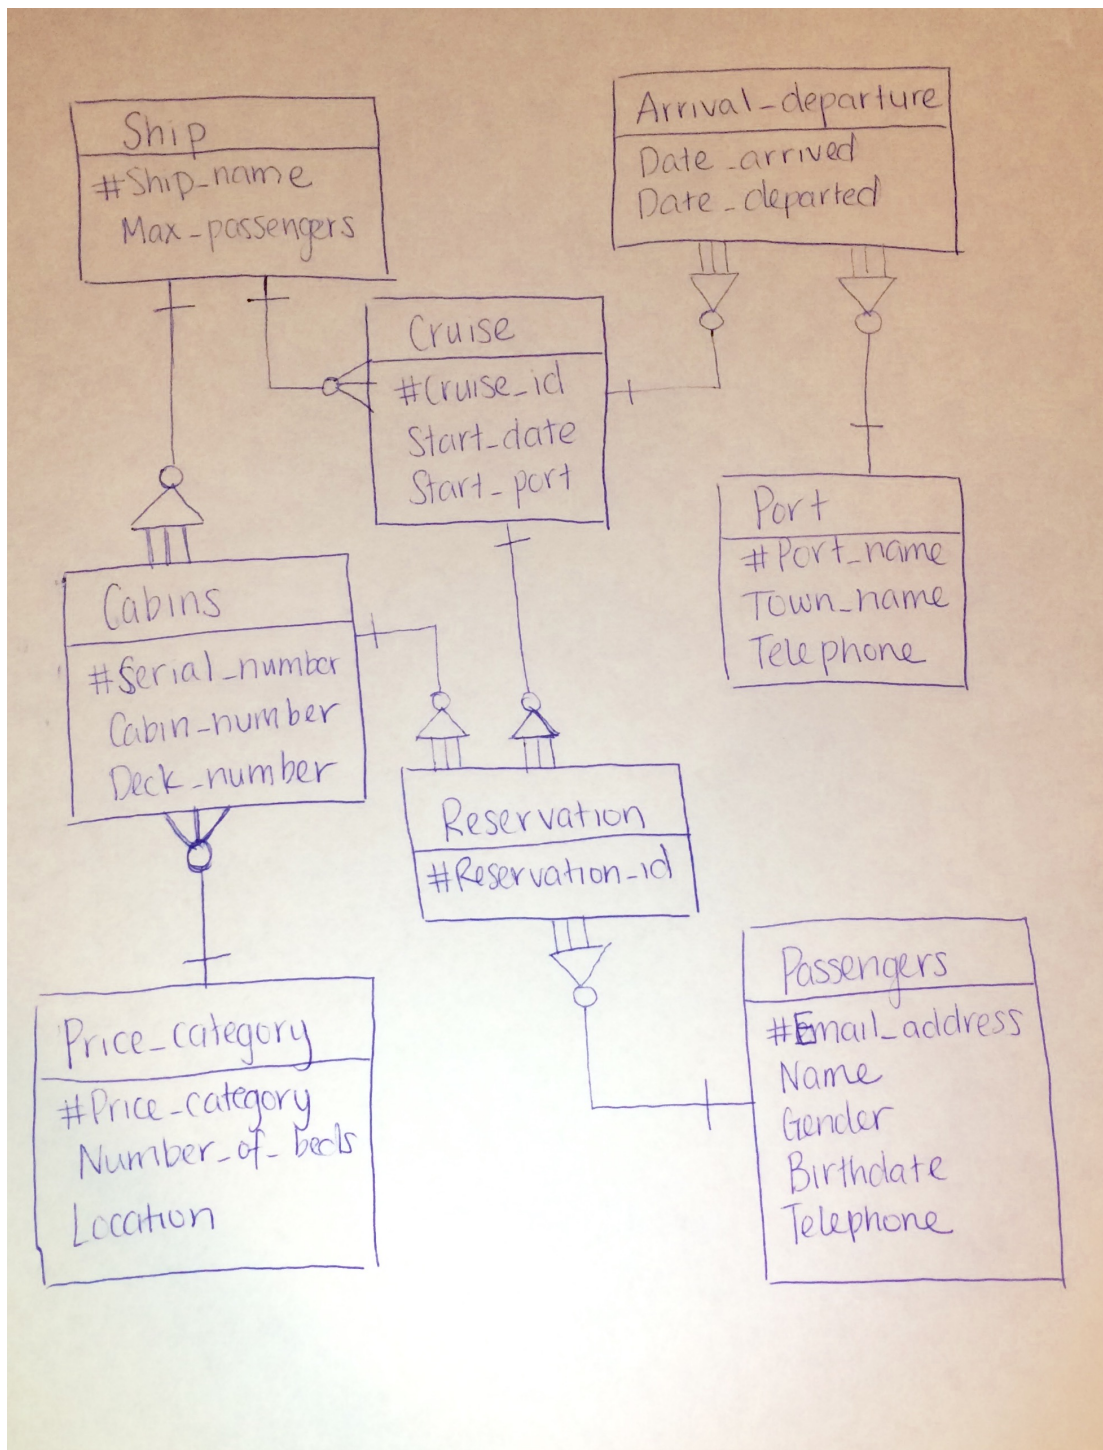 Ship
#Ship_name
Max_passengers
Arrival_departure
Date_arrived
Date_departed
Cruise
#Cruise_id
Start_date
Start_port
Port
#Port_name
Town_name
Telephone
Cabins
#Serial_number
Cabin_number
Deck_number
Reservation
#Reservation_id
Price_category
#Price_category
Number_of_beds
Location
Passengers
#Email_address
Name
Gender
Birthdate
Telephone